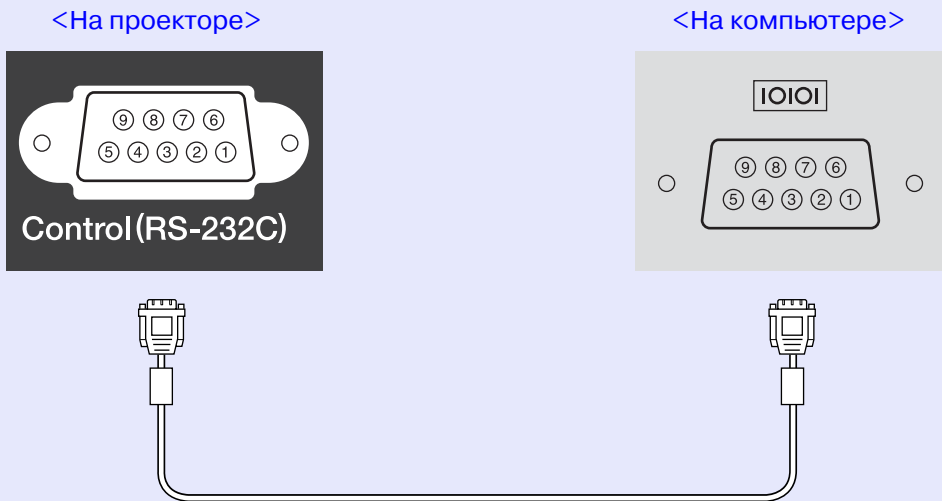 <На проекторе>
<На компьютере>
IOIOI
9 8 7 6
5 4 3 2 1
Control (RS-232C)
9 8 7 6
5 4 3 2 1